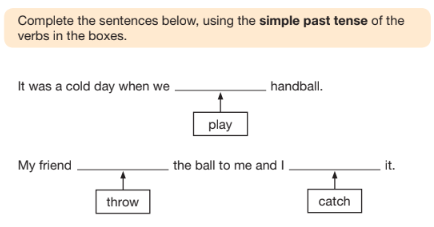 Complete the sentences below, using the simple past tense of the
verbs in the boxes.
It was a cold day when we ____________ handball.
play
My friend ____________ the ball to me and I ____________ it.
throw catch